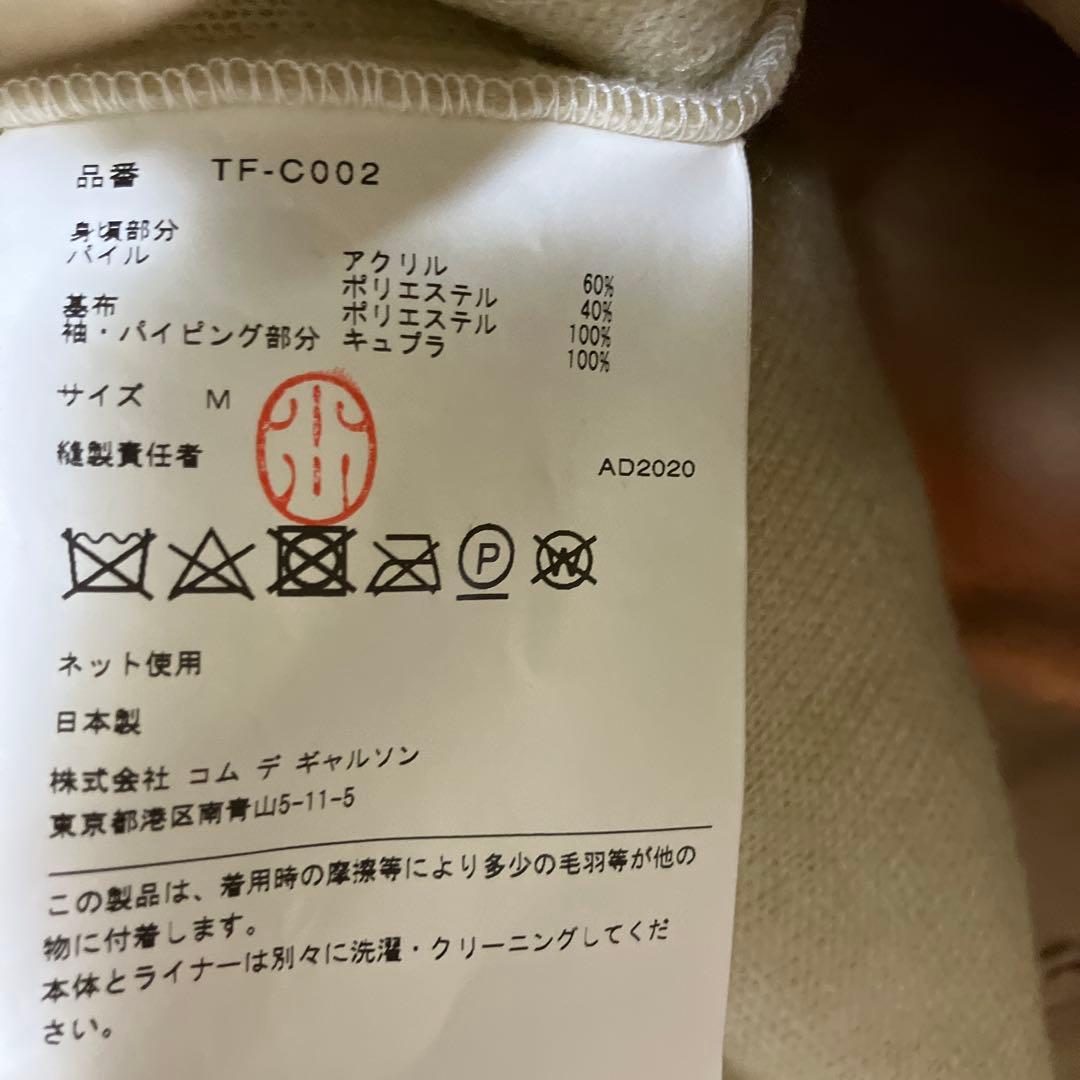 品番 TF-C002
身頃部分
パイル アクリル 60%
ポリエステル 40%
基布 ポリエステル 100%
袖・パイピング部分 キュプラ 100%
サイズ M
縫製責任者
AD2020
P W
ネット使用
日本製
株式会社 コム デ ギャルソン
東京都港区南青山5-11-5
この製品は、着用時の摩擦等により多少の毛羽等が他の
物に付着します。
本体とライナーは別々に洗濯・クリーニングしてくだ
さい。